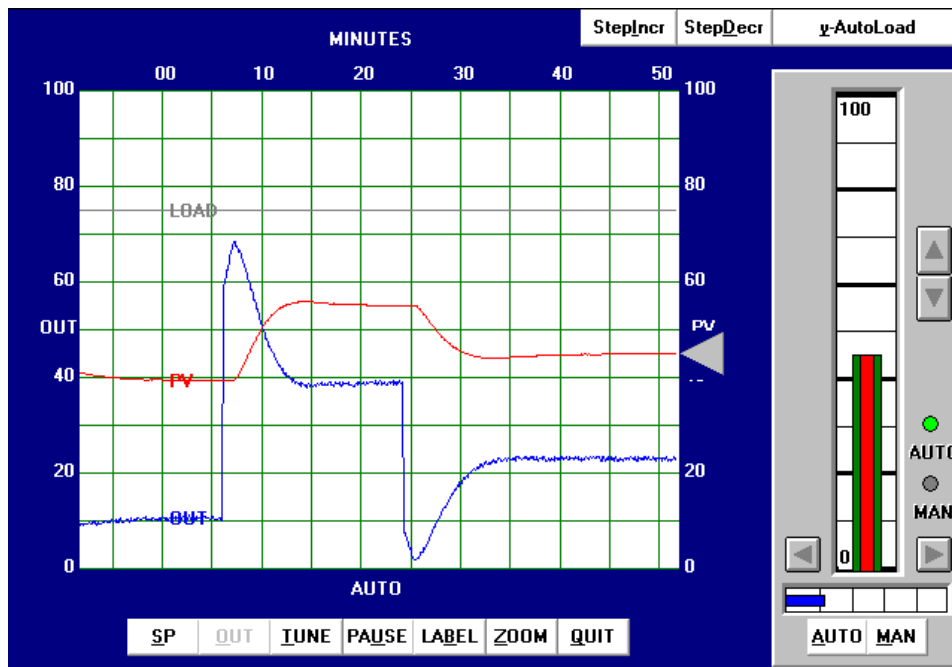 MINUTES
StepIncr StepDecr y-AutoLoad
00 10 20 30 40 50
100 100
100
80 80
LOAD
60 60
OUT PV
40
PV
AUTO
20 20
MAN
OUT
0 0
0
AUTO
SP OUT TUNE PAUSE LABEL ZOOM QUIT
AUTO MAN